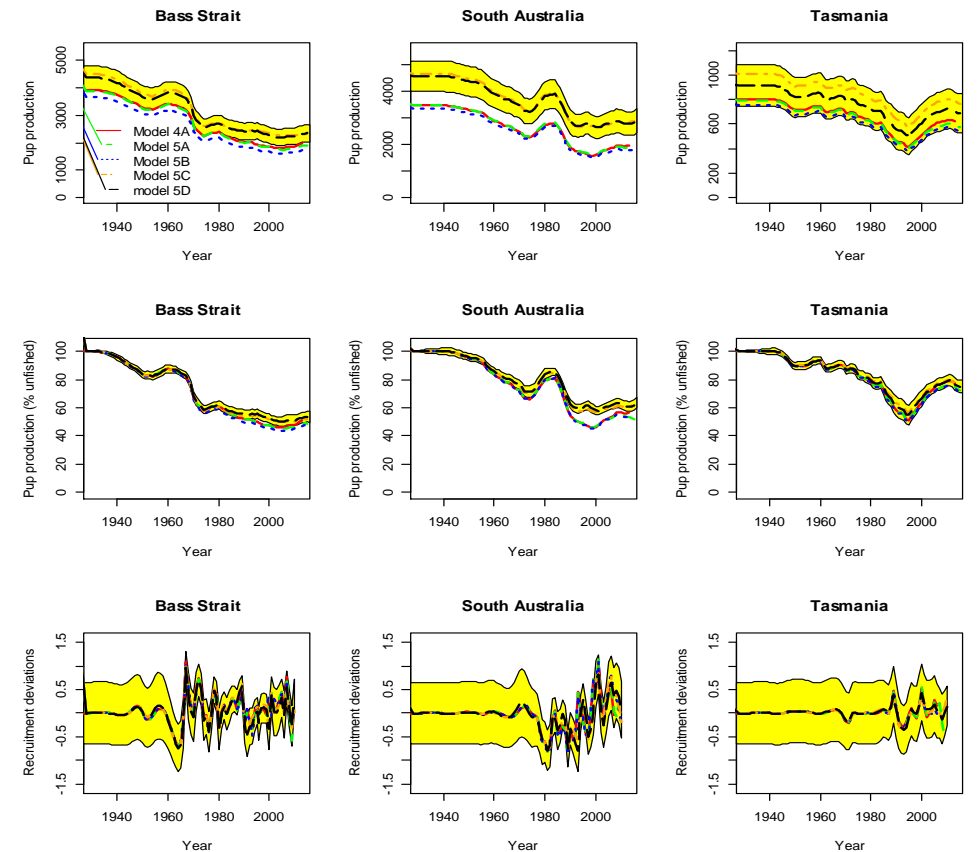 Bass Strait
South Australia
Tasmania
Pup production
0 1000 3000 5000
1940 1960 1980 2000
Year
Model 4A
Model 5A
Model 5B
Model 5C
model 5D
Pup production
0 2000 4000
1940 1960 1980 2000
Year
Pup production
0 200 600 1000
1940 1960 1980 2000
Year
Bass Strait
South Australia
Tasmania
Pup production (% unfished)
0 20 40 60 80 100
1940 1960 1980 2000
Year
Pup production (% unfished)
0 20 40 60 80 100
1940 1960 1980 2000
Year
Pup production (% unfished)
0 20 40 60 80 100
1940 1960 1980 2000
Year
Bass Strait
South Australia
Tasmania
Recruitment deviations
-1.5 -0.5 0.5 1.5
1940 1960 1980 2000
Year
Recruitment deviations
-1.5 -0.5 0.5 1.5
1940 1960 1980 2000
Year
Recruitment deviations
-1.5 -0.5 0.5 1.5
1940 1960 1980 2000
Year